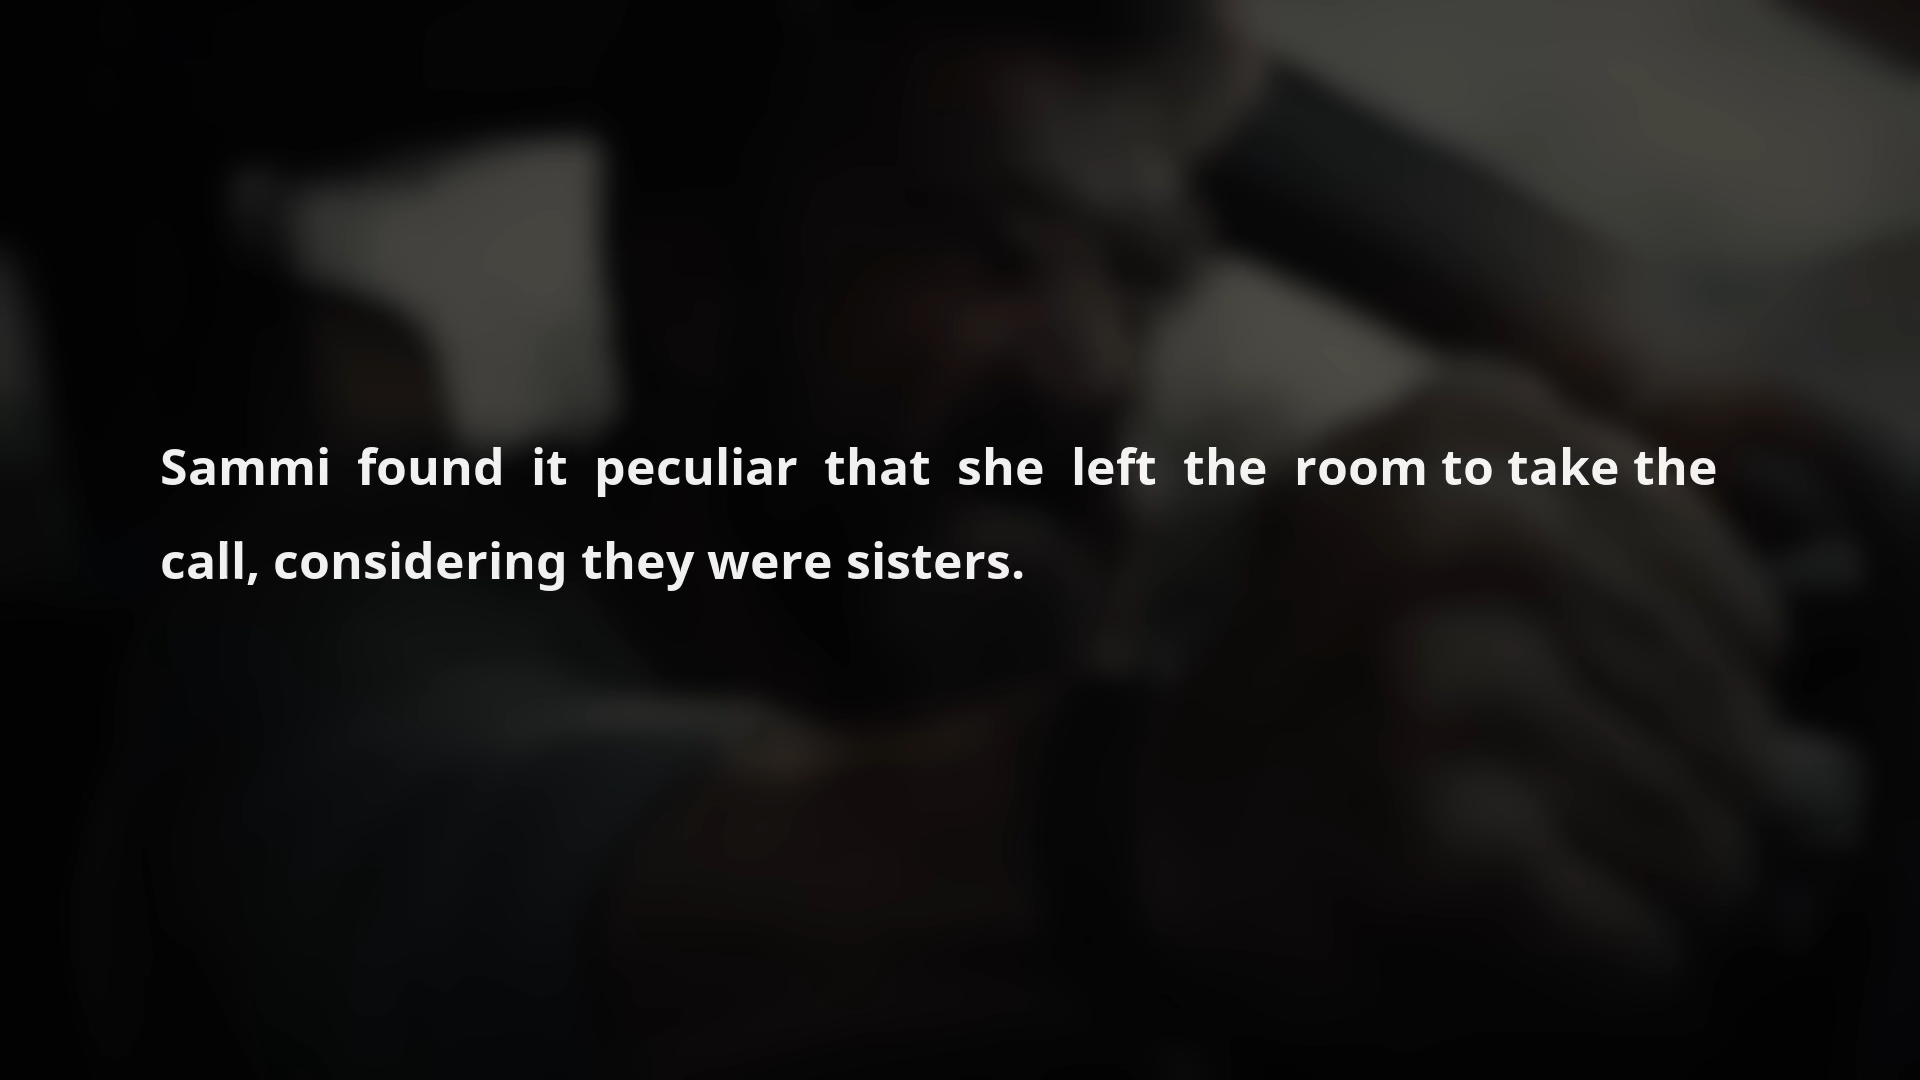 Sammi found it peculiar that she left the room to take the
call, considering they were sisters.